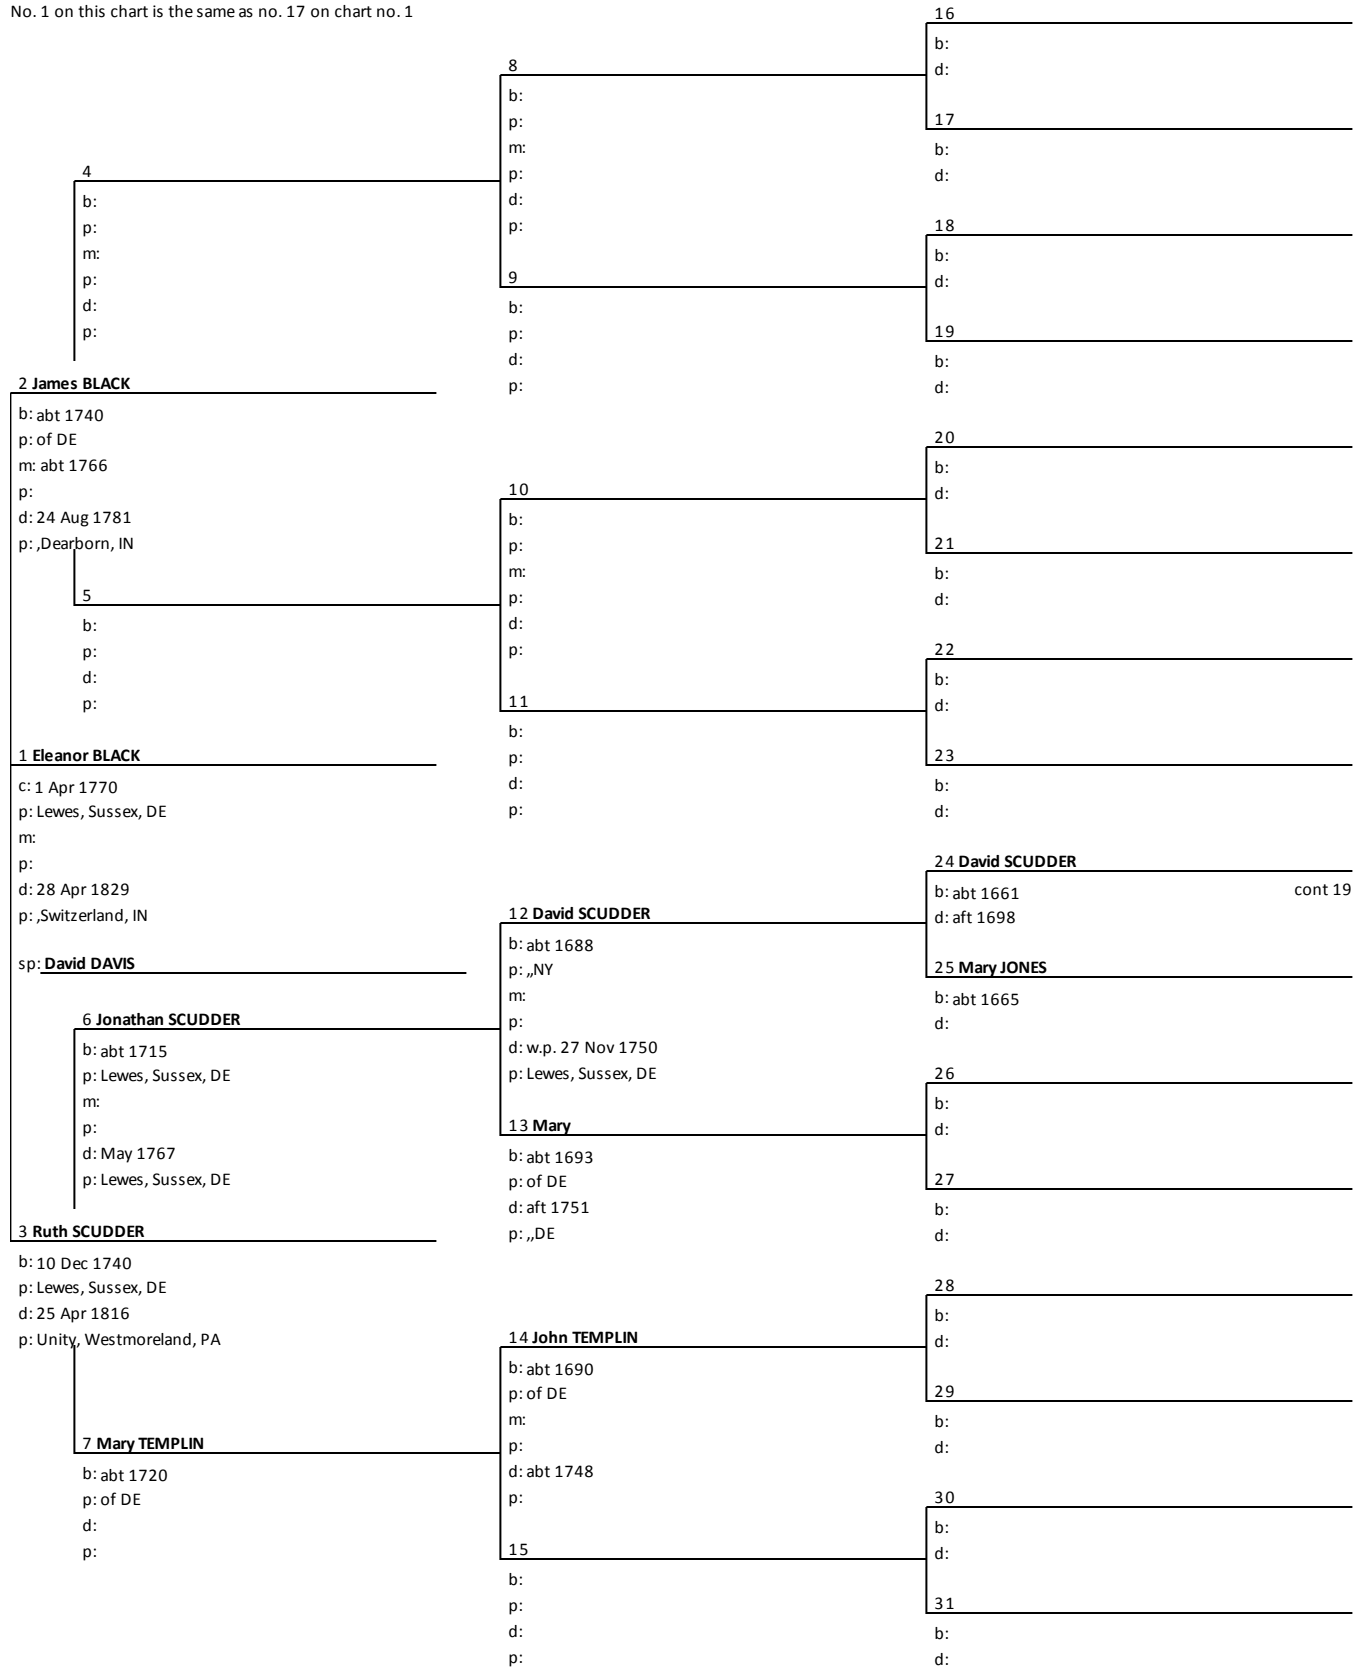 No. 1 on this chart is the same as no. 17 on chart no. 1
16
b:
d:
8
b:
p:
m:
p:
d:
p:
17
b:
d:
4
b:
p:
m:
p:
d:
p:
18
b:
d:
9
b:
p:
d:
p:
19
b:
d:
2 James BLACK
b: abt 1740
p: of DE
m: abt 1766
p:
d: 24 Aug 1781
p: ,Dearborn, IN
20
b:
d:
10
b:
p:
m:
p:
d:
p:
21
b:
d:
5
b:
p:
d:
p:
22
b:
d:
11
b:
p:
d:
p:
23
b:
d:
1 Eleanor BLACK
c: 1 Apr 1770
p: Lewes, Sussex, DE
m:
p:
d: 28 Apr 1829
p: ,Switzerland, IN
sp: David DAVIS
24 David SCUDDER
b: abt 1661 cont 19
d: aft 1698
12 David SCUDDER
b: abt 1688
p: ,,NY
m:
p:
d: w.p. 27 Nov 1750
p: Lewes, Sussex, DE
25 Mary JONES
b: abt 1665
d:
6 Jonathan SCUDDER
b: abt 1715
p: Lewes, Sussex, DE
m:
p:
d: May 1767
p: Lewes, Sussex, DE
26
b:
d:
13 Mary
b: abt 1693
p: of DE
d: aft 1751
p: ,,DE
27
b:
d:
3 Ruth SCUDDER
b: 10 Dec 1740
p: Lewes, Sussex, DE
d: 25 Apr 1816
p: Unity, Westmoreland, PA
28
b:
d:
14 John TEMPLIN
b: abt 1690
p: of DE
m:
p:
d: abt 1748
p:
29
b:
d:
7 Mary TEMPLIN
b: abt 1720
p: of DE
d:
p:
30
b:
d:
15
b:
p:
d:
p:
31
b:
d: